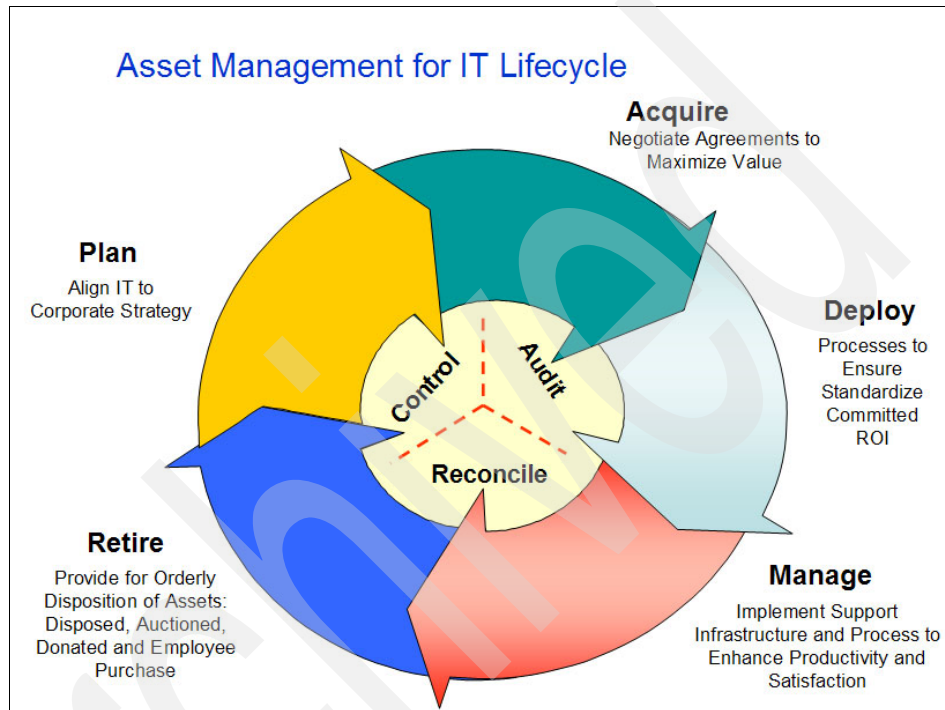 Asset Management for IT Lifecycle
Acquire
Negotiate Agreements to
Maximize Value
Plan
Align IT to
Corporate Strategy
Deploy
Processes to
Ensure
Standardize
Committed
ROI
Control
Audit
Reconcile
Retire
Provide for Orderly
Disposition of Assets:
Disposed, Auctioned,
Donated and Employee
Purchase
Manage
Implement Support
Infrastructure and Process to
Enhance Productivity and
Satisfaction